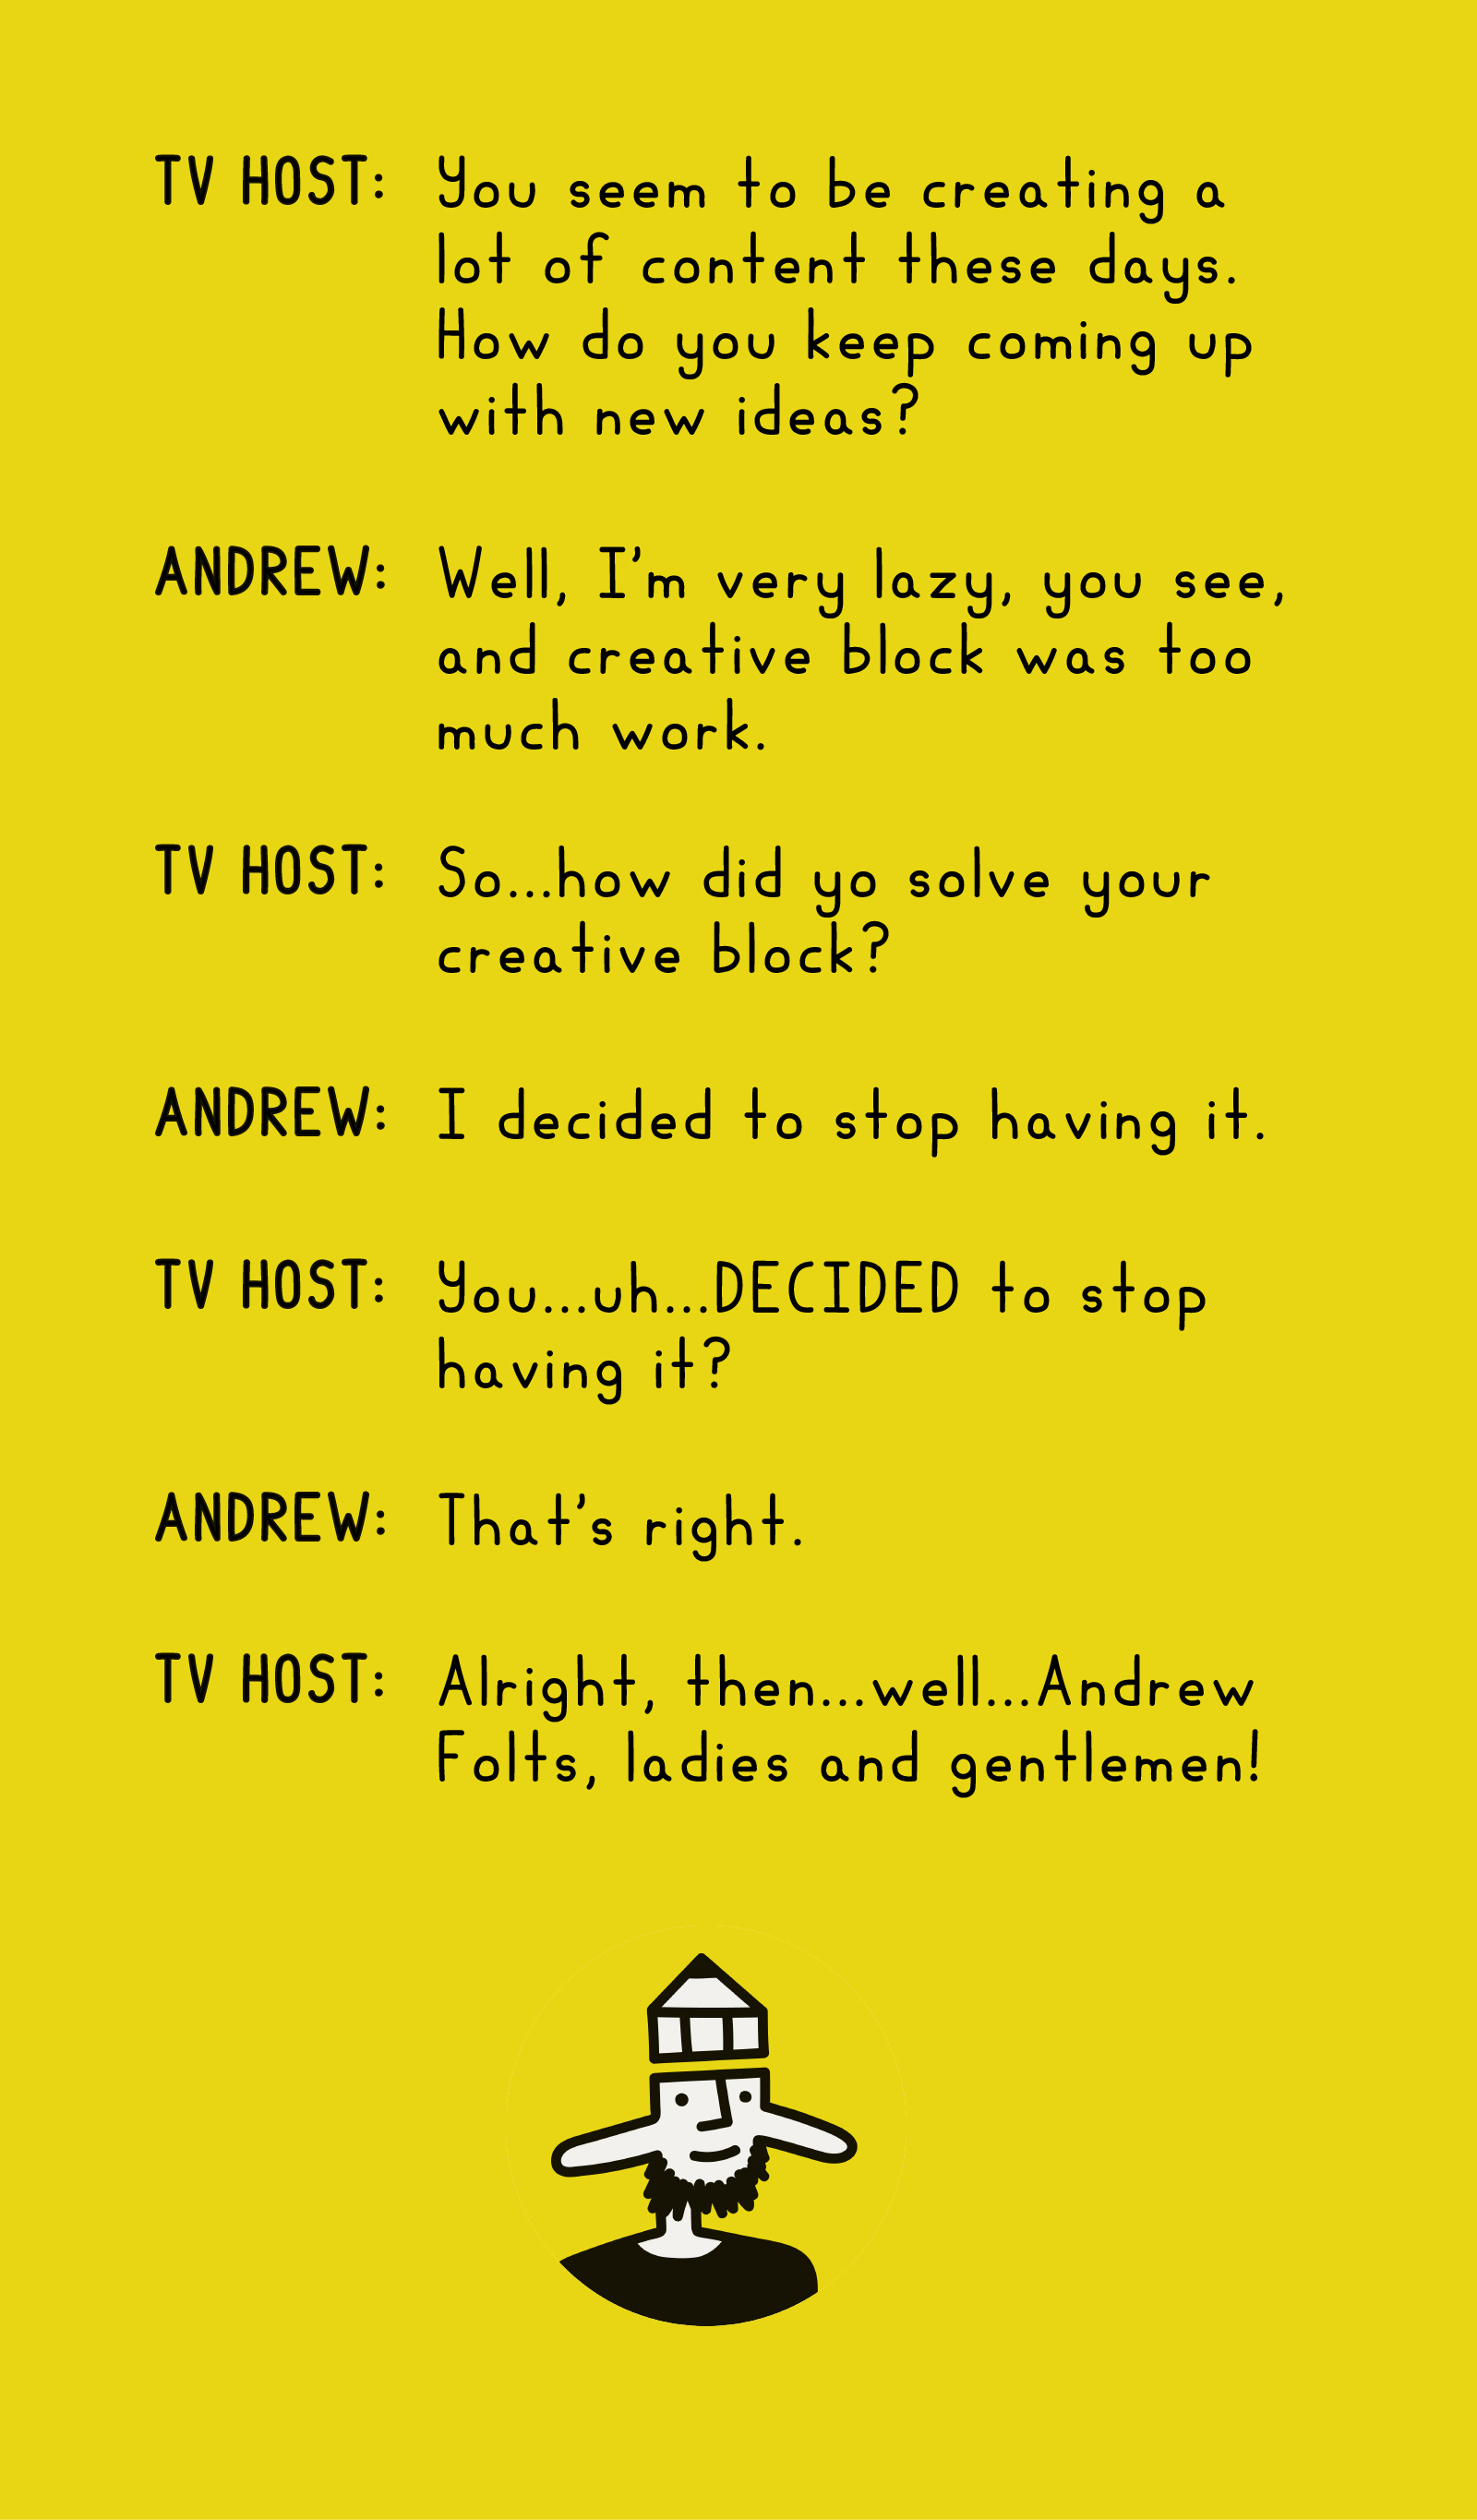 TV HOST: You seem to be creating a
lot of content these days.
How do you keep coming up
with new ideas?
ANDREW: Well, I'm very lazy, you see,
and creative block was too
much work.
TV HOST: So...how did yo solve your
creative block?
ANDREW: I decided to stop having it.
TV HOST: You...uh...DECIDED to stop
having it?
ANDREW: That's right.
TV HOST: Alright, then...well...Andrew
Folts, ladies and gentlemen!